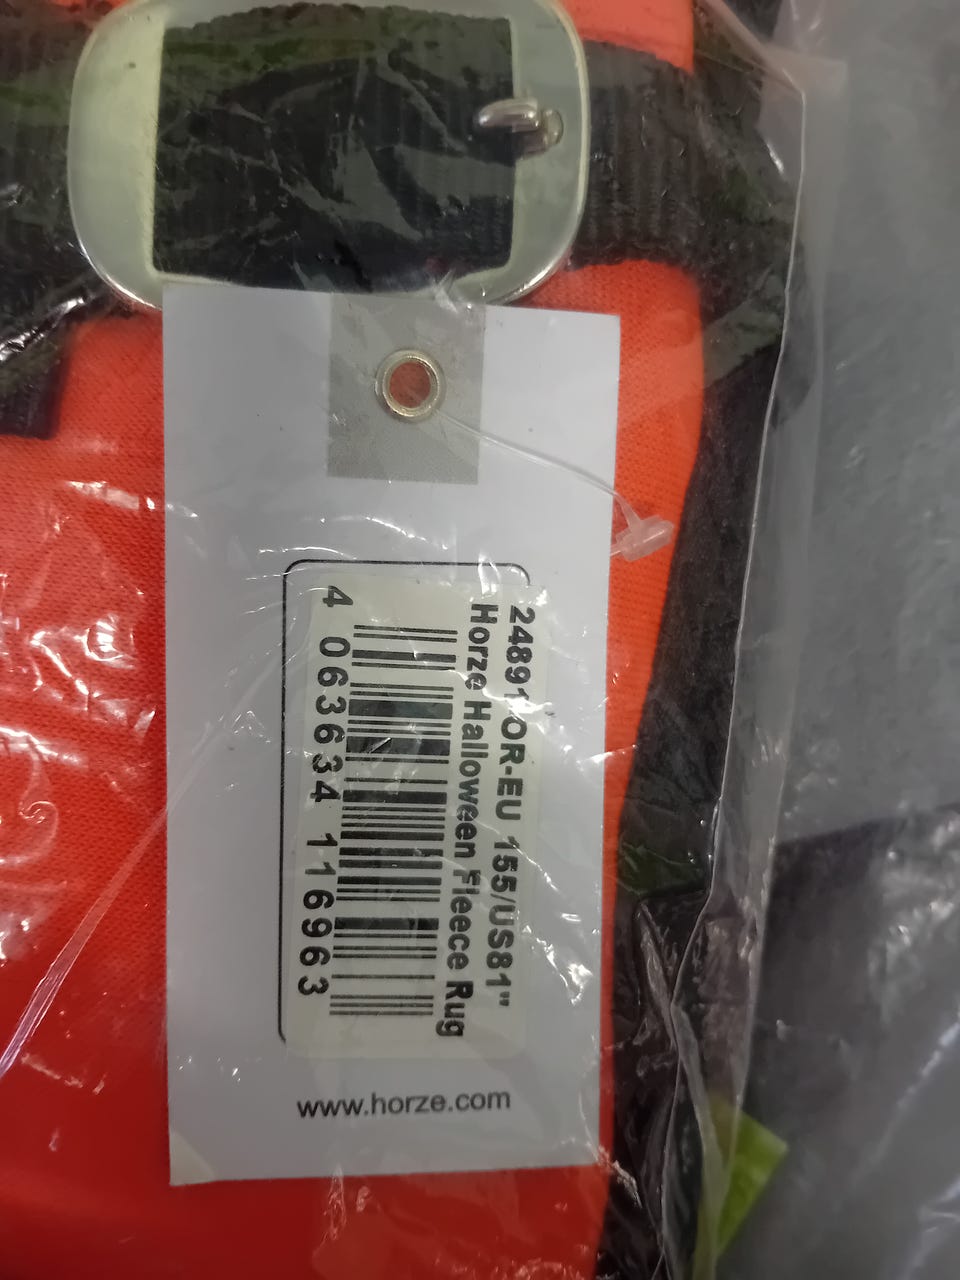 24891-OR-EU 155/US81"
Horze Halloween Fleece Rug
4 063634 116963
www.horze.com